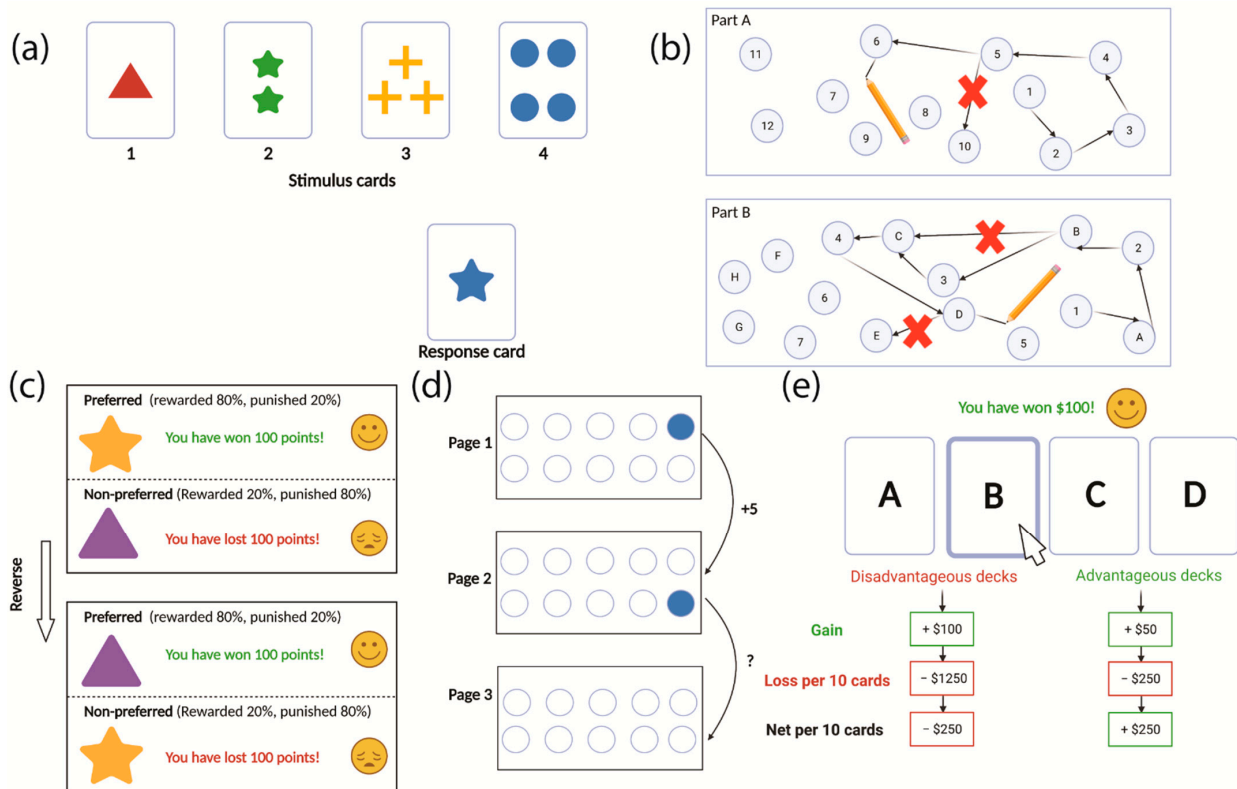 (a)
1
2
3
4
Stimulus cards
Response card
(b)
Part A
11
6
5
4
7
1
8
12
9
10
2
3
Part B
4
C
B
2
F
H
3
6
D
1
G
E
7
5
A
(c)
Preferred (rewarded 80%, punished 20%)
You have won 100 points!
Non-preferred (Rewarded 20%, punished 80%)
You have lost 100 points!
Reverse
Preferred (rewarded 80%, punished 20%)
You have won 100 points!
Non-preferred (Rewarded 20%, punished 80%)
You have lost 100 points!
(d)
Page 1
+5
Page 2
?
Page 3
(e)
You have won $100!
A B C D
Disadvantageous decks Advantageous decks
Gain + $100 + $50
Loss per 10 cards − $1250 − $250
Net per 10 cards − $250 + $250